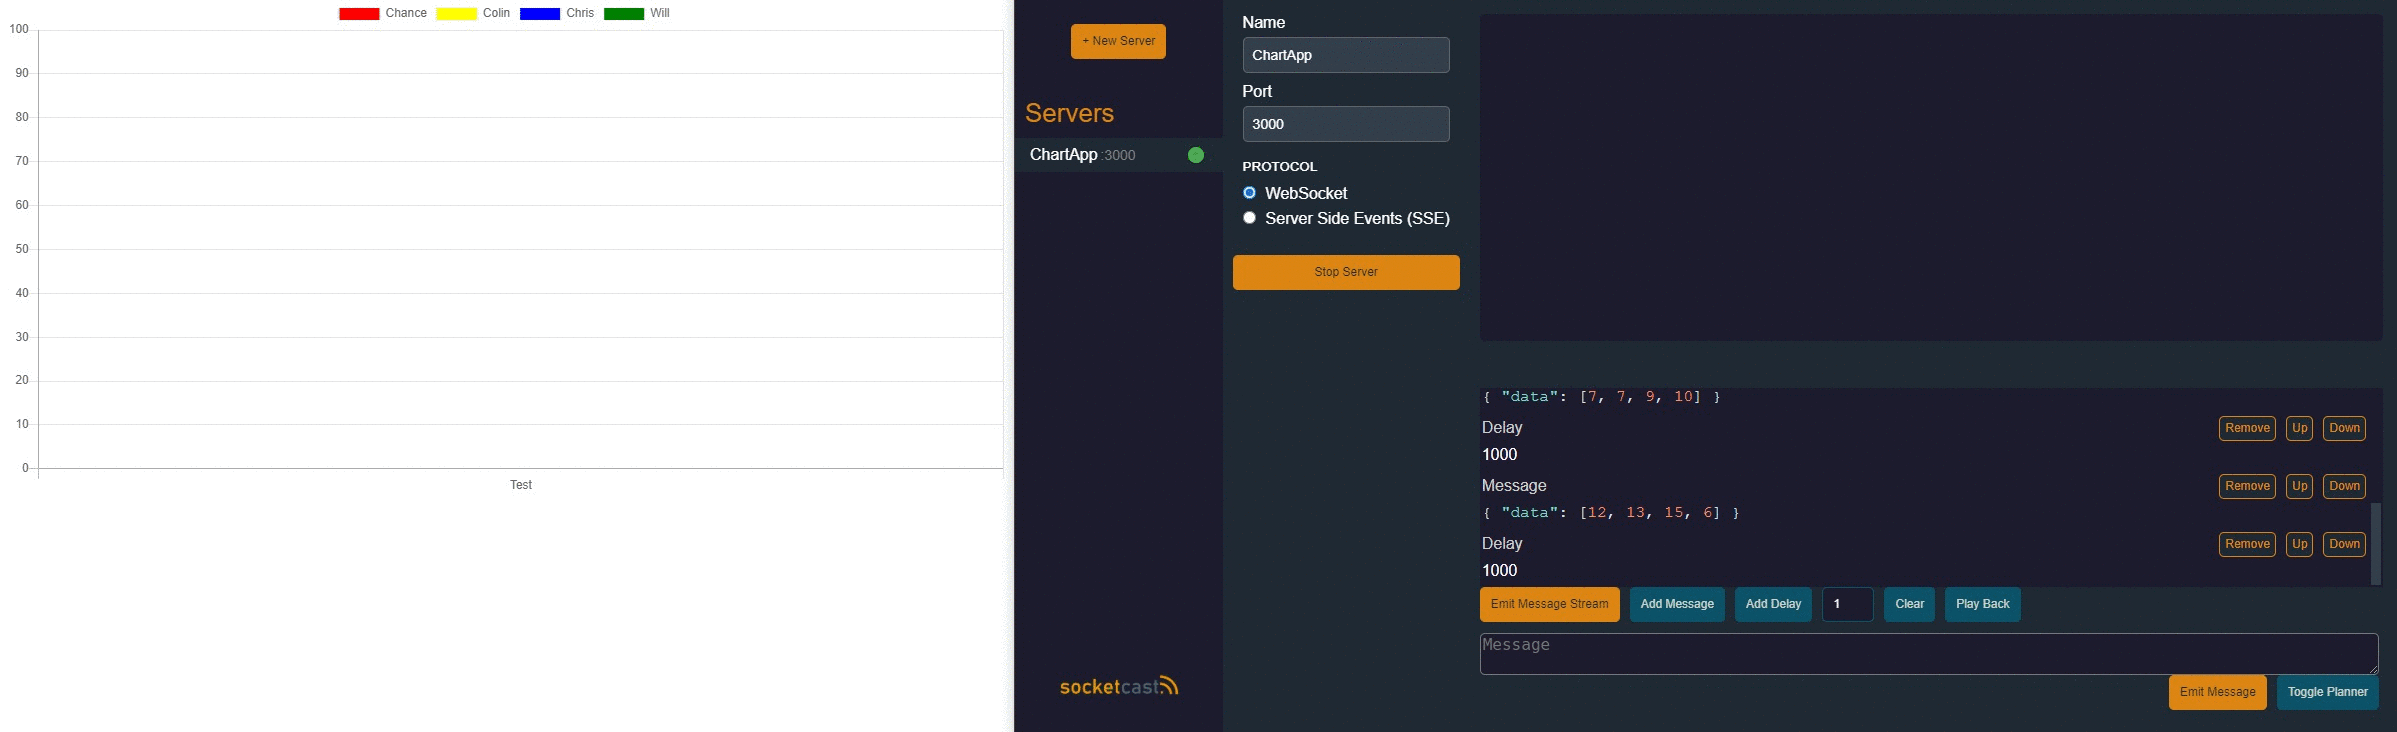 Chance Colin Chris Will
100
90
80
70
60
50
40
30
20
10
0
Test
+ New Server
Servers
ChartApp :3000
socketcast
Name
ChartApp
Port
3000
PROTOCOL
WebSocket
Server Side Events (SSE)
Stop Server
{ "data": [7, 7, 9, 10] }
Delay Remove Up Down
1000
Message Remove Up Down
{ "data": [12, 13, 15, 6] }
Delay Remove Up Down
1000
Emit Message Stream Add Message Add Delay 1 Clear Play Back
Message
Emit Message Toggle Planner